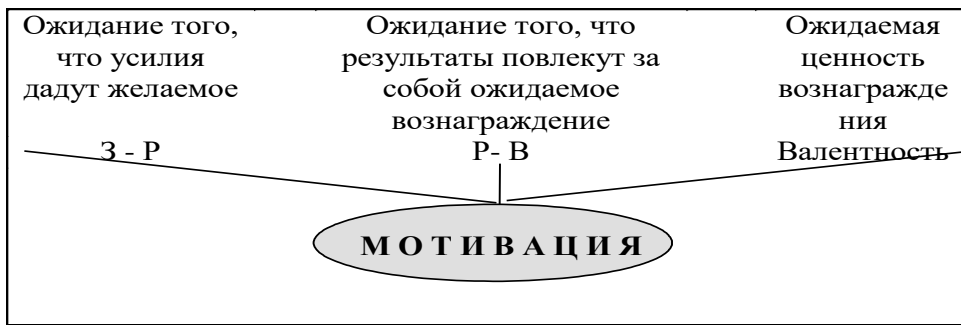 Ожидание того,
что усилия
дадут желаемое
З - Р
Ожидание того, что
результаты повлекут за
собой ожидаемое
вознаграждение
Р- В
Ожидаемая
ценность
вознагражде
ния
Валентность
М О Т И В А Ц И Я